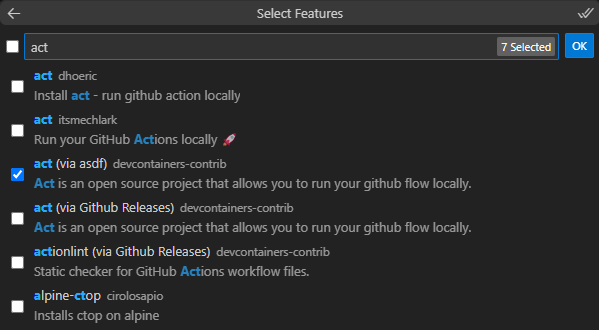 Select Features
act
7 Selected
OK
act dhoeric
Install act - run github action locally
act itsmechlark
Run your GitHub Actions locally 🚀
act (via asdf) devcontainers-contrib
Act is an open source project that allows you to run your github flow locally.
act (via Github Releases) devcontainers-contrib
Act is an open source project that allows you to run your github flow locally.
actionlint (via Github Releases) devcontainers-contrib
Static checker for GitHub Actions workflow files.
alpine-ctop cirolosapio
Installs ctop on alpine